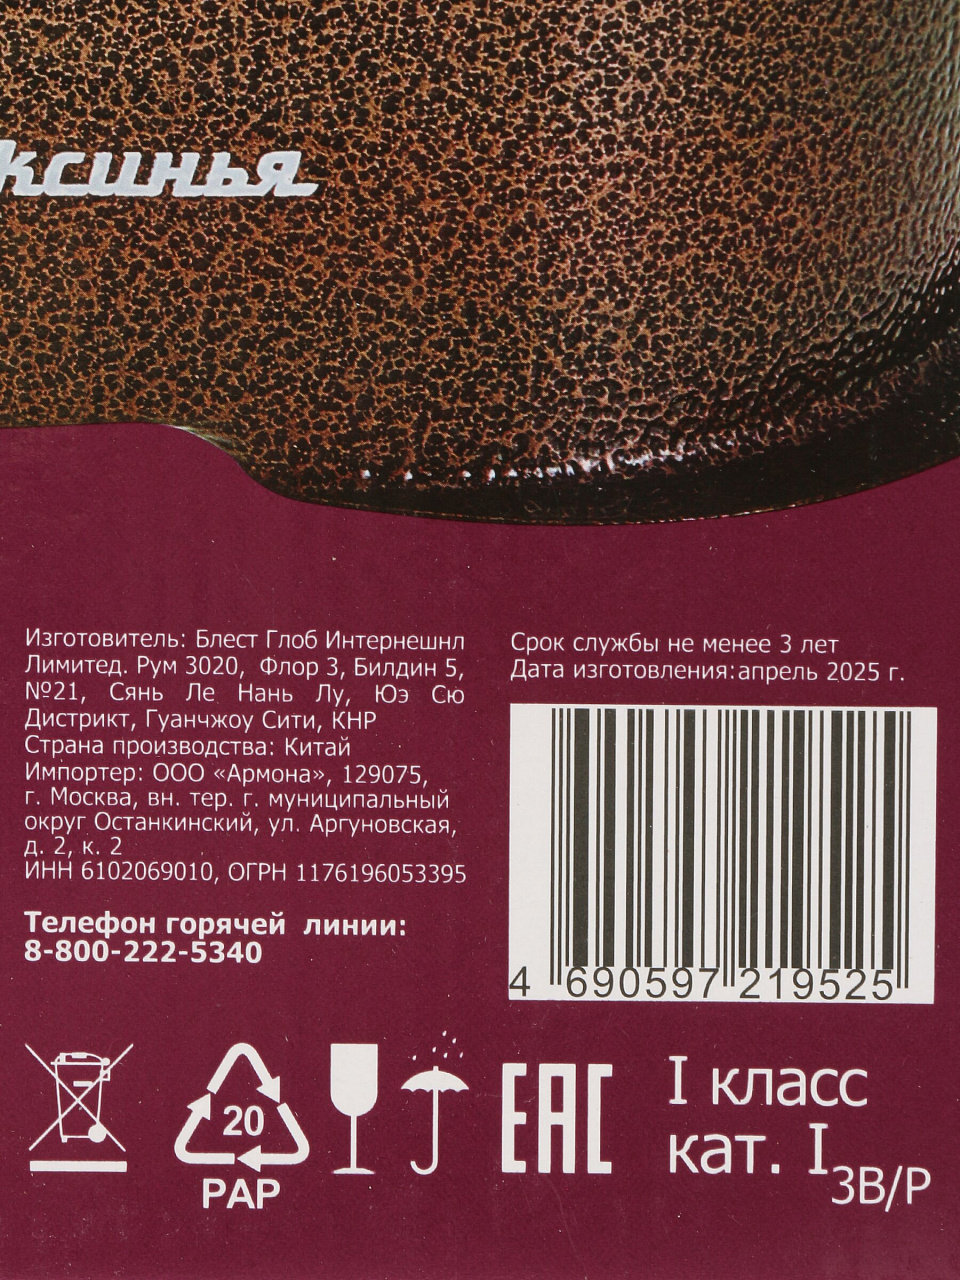 ксинья
Изготовитель: Блест Глоб Интернешнл
Лимитед. Рум 3020, Флор 3, Билдин 5,
№21, Сянь Ле Нань Лу, Юэ Сю
Дистрикт, Гуанчжоу Сити, КНР
Страна производства: Китай
Импортер: ООО «Армона», 129075,
г. Москва, вн. тер. г. муниципальный
округ Останкинский, ул. Аргуновская,
д. 2, к. 2
ИНН 6102069010, ОГРН 1176196053395
Телефон горячей линии:
8-800-222-5340
Срок службы не менее 3 лет
Дата изготовления: апрель 2025 г.
4 690597 219525
20
PAP
EAC
I класс
кат. I
3В/Р